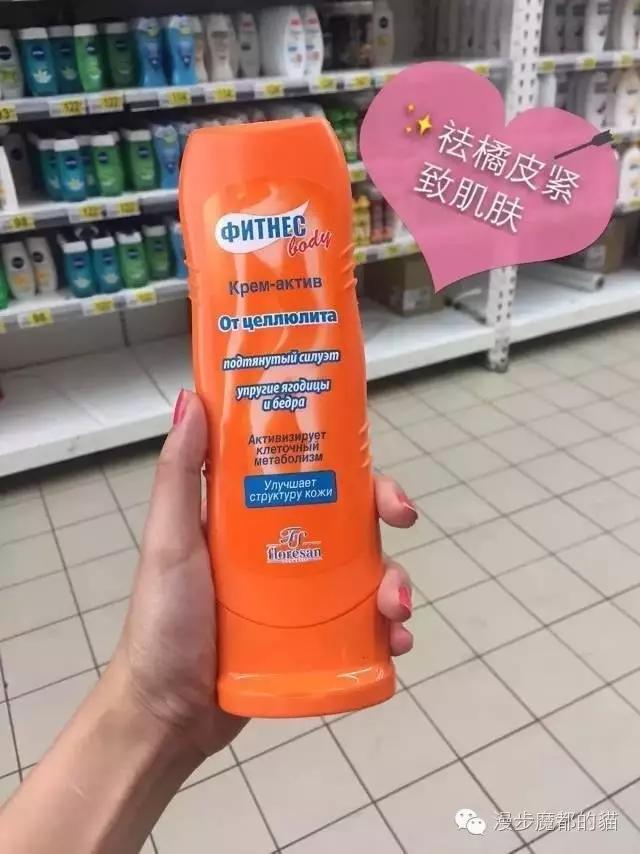 ✨祛橘皮紧
致肌肤
ФИТНЕС
body
Крем-актив
От целлюлита
подтянутый силуэт
упругие ягодицы
и бедра
Активизирует
клеточный
метаболизм
Улучшает
структуру кожи
floresan
漫步魔都的貓